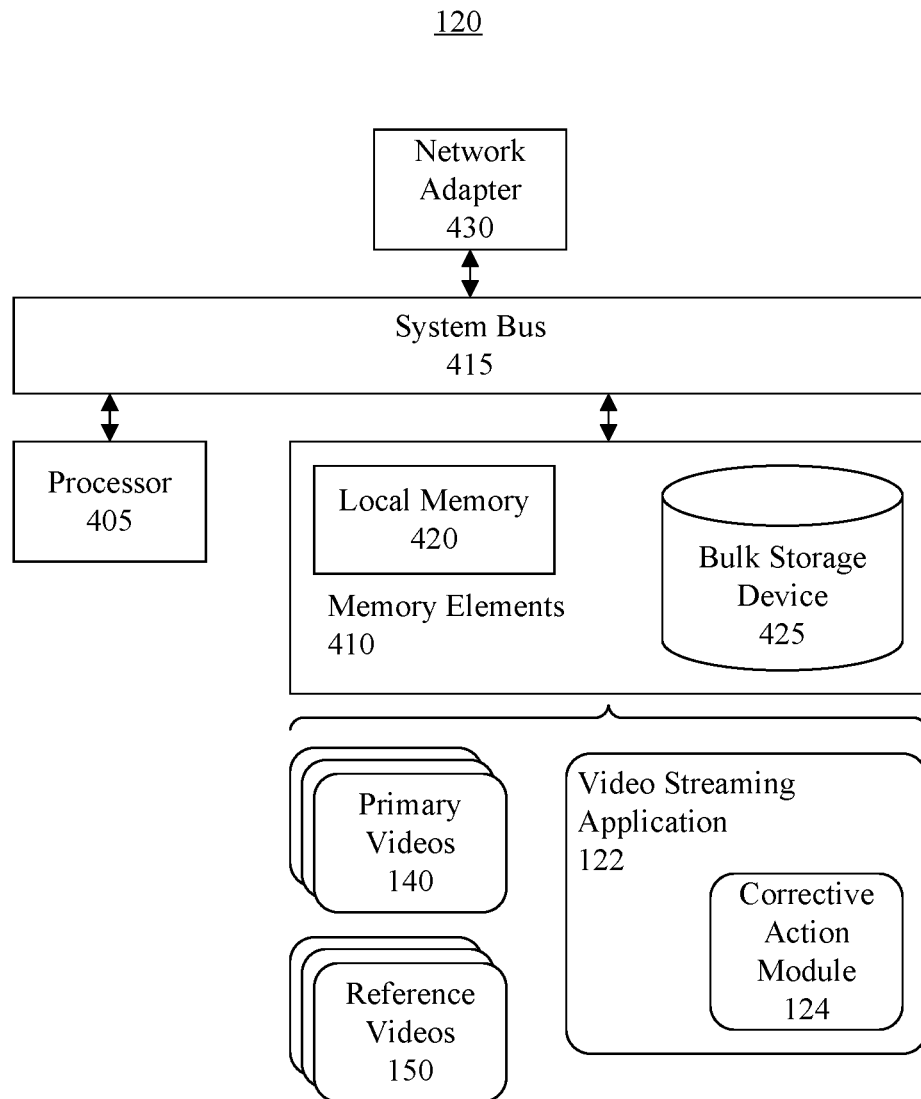 120
Network
Adapter
430
System Bus
415
Processor
405
Local Memory
420
Memory Elements
410
Bulk Storage
Device
425
Primary
Videos
140
Reference
Videos
150
Video Streaming
Application
122
Corrective
Action
Module
124